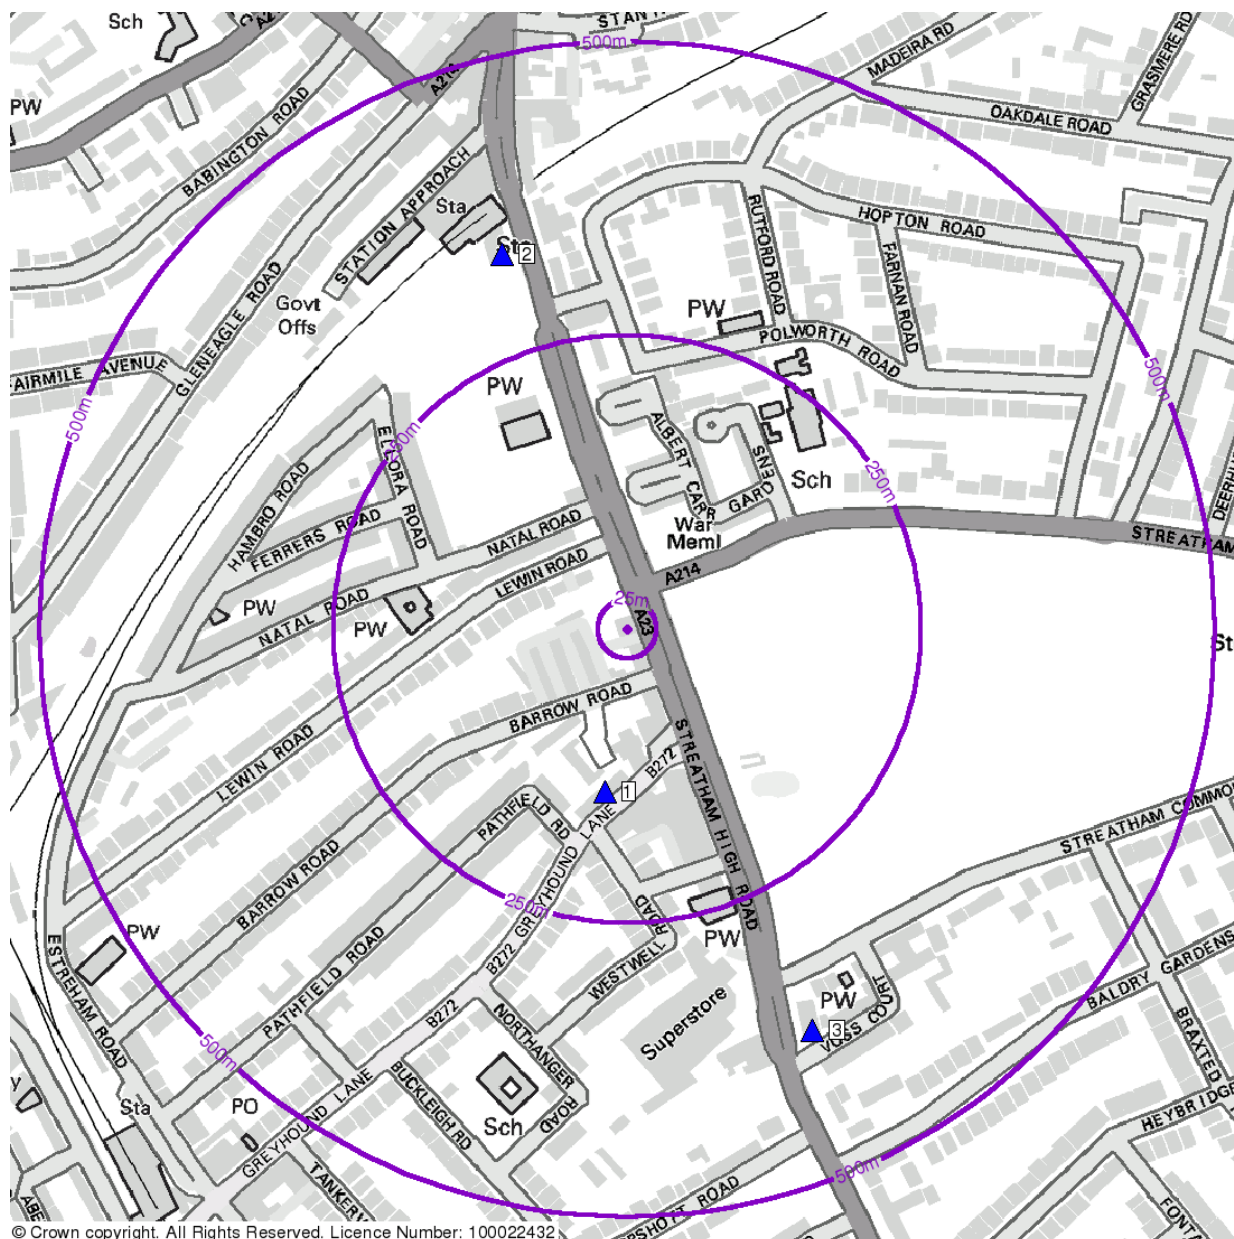 Sch
STAN
500m
MADEIRA RD
GRASMERE RD
A214
PW
BABINGTON ROAD
OAKDALE ROAD
STATION APPROACH
Sta
RUTFORD ROAD
HOPTON ROAD
FARNAN ROAD
2
GLENEAGLE ROAD
Govt
Offs
PW
POLWORTH ROAD
FAIRMILE AVENUE
500m
PW
500m
250m
ELLORA ROAD
ALBERT CARR
GARDENS
250m
Sch
HAMBRO ROAD
FERRERS ROAD
NATAL ROAD
War
Meml
STREATHAM
LEWIN ROAD
A214
25m
PW
NATAL ROAD
PW
A23
BARROW ROAD
STREATHAM HIGH ROAD
LEWIN ROAD
B272
1
PATHFIELD RD
GREYHOUND LANE
STREATHAM COMMON
BARROW ROAD
250m
PW
PW
B272
WESTWELL ROAD
ESTREHAM ROAD
PATHFIELD ROAD
BALDRY GARDENS
PW
VOSS COURT
3
Superstore
B272
NORTHANGER ROAD
500m
BRAXTED
BUCKLEIGH RD
Sta
PO
GREYHOUND LANE
Sch
HEYBRIDGE
500m
TANKERV
FONT
© Crown copyright. All Rights Reserved. Licence Number: 100022432